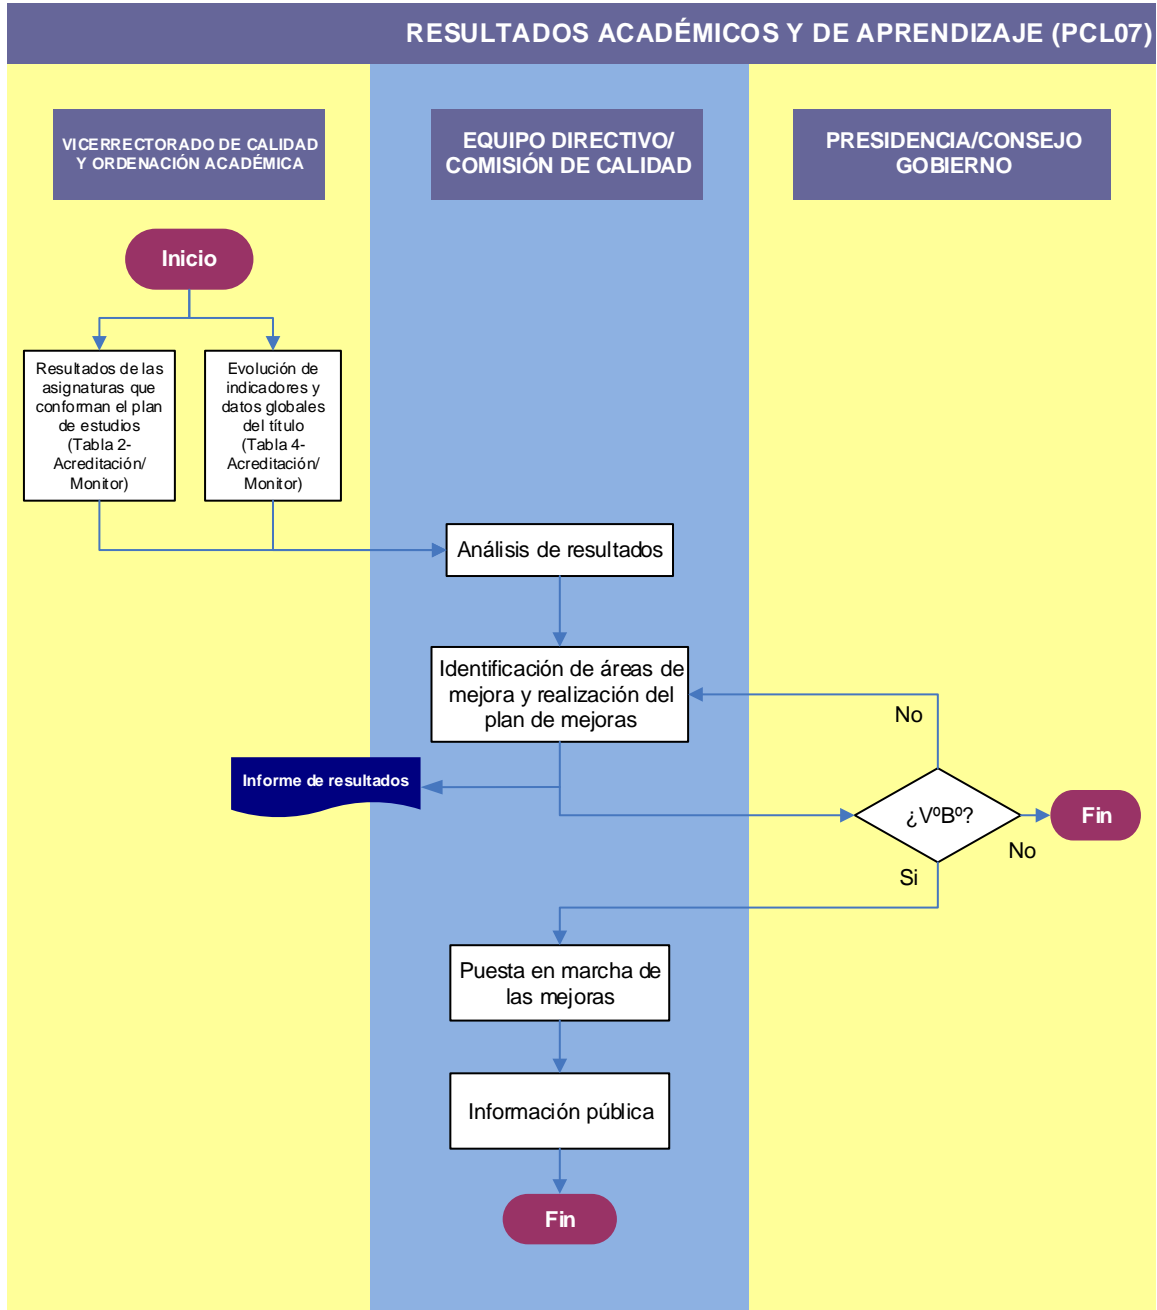 RESULTADOS ACADÉMICOS Y DE APRENDIZAJE (PCL07)
VICERRECTORADO DE CALIDAD
Y ORDENACIÓN ACADÉMICA
EQUIPO DIRECTIVO/
COMISIÓN DE CALIDAD
PRESIDENCIA/CONSEJO
GOBIERNO
Inicio
Resultados de las
asignaturas que
conforman el plan
de estudios
(Tabla 2-
Acreditación/
Monitor)
Evolución de
indicadores y
datos globales
del título
(Tabla 4-
Acreditación/
Monitor)
Análisis de resultados
Identificación de áreas de
mejora y realización del
plan de mejoras
No
Informe de resultados
¿VºBº?
Fin
No
Si
Puesta en marcha de
las mejoras
Información pública
Fin